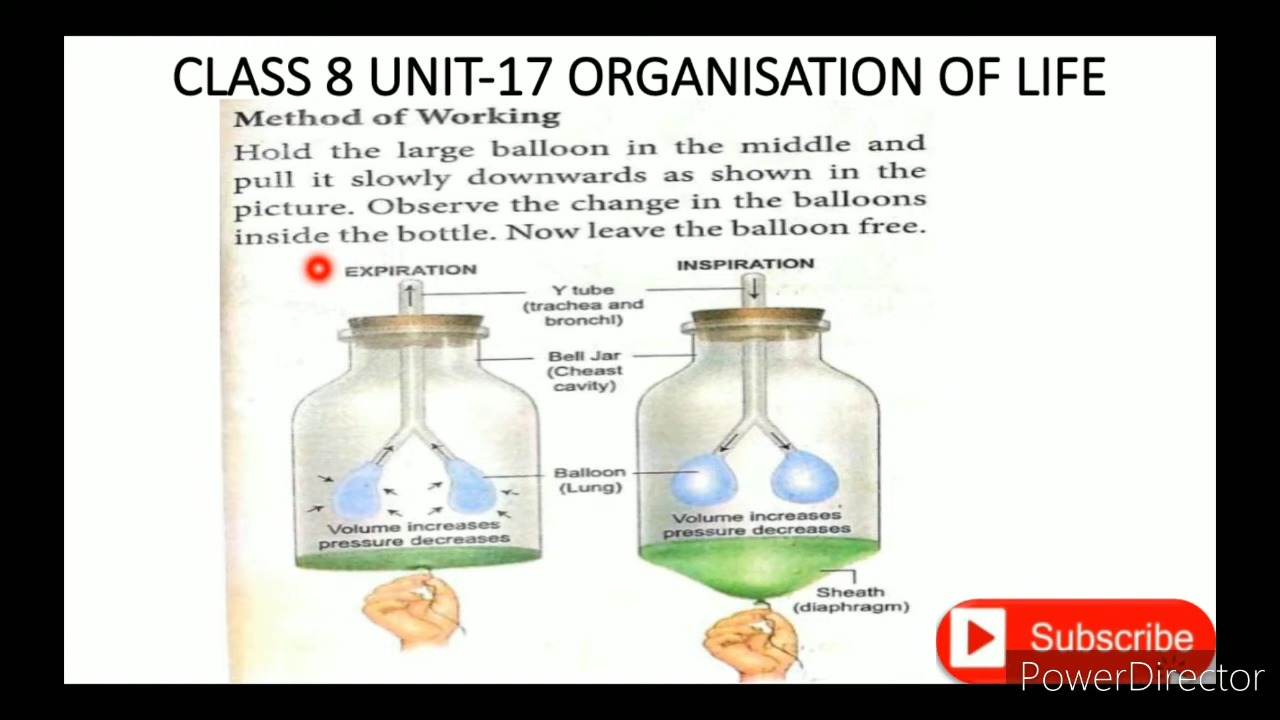 CLASS 8 UNIT-17 ORGANISATION OF LIFE
Method of Working
Hold the large balloon in the middle and
pull it slowly downwards as shown in the
picture. Observe the change in the balloons
inside the bottle. Now leave the balloon free.
EXPIRATION
INSPIRATION
Y tube
(trachea and
bronchi)
Bell Jar
(Cheast
cavity)
Balloon
(Lung)
Volume increases
pressure decreases
Volume increases
pressure decreases
Sheath
(diaphragm)
Subscribe
PowerDirector